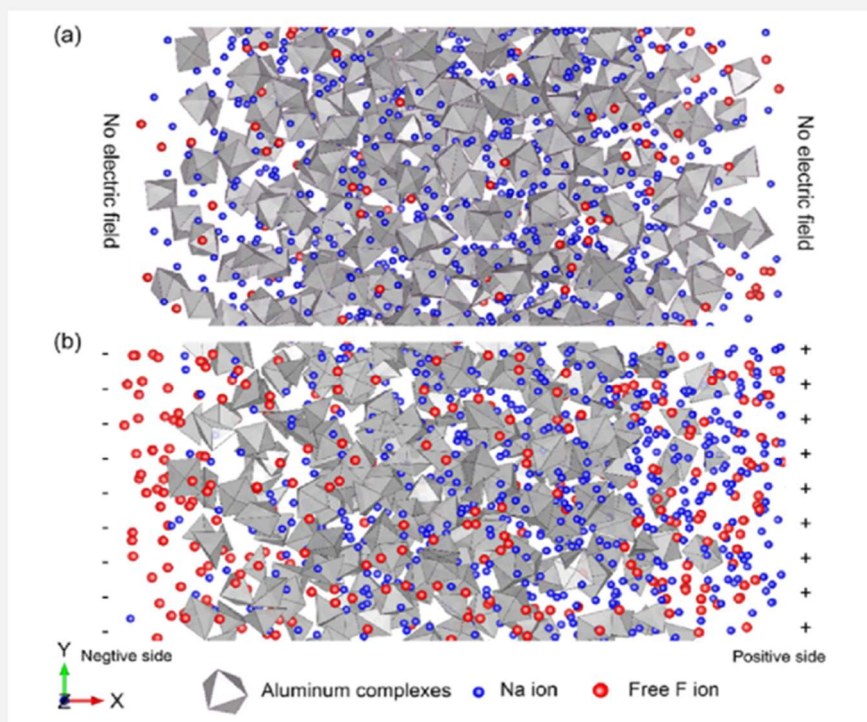 (a)
No electric field
No electric field
(b)
-
+
-
+
-
+
-
+
-
+
-
+
-
+
-
+
-
+
Negtive side
Positive side
Y
Z
X
Aluminum complexes
Na ion
Free F ion